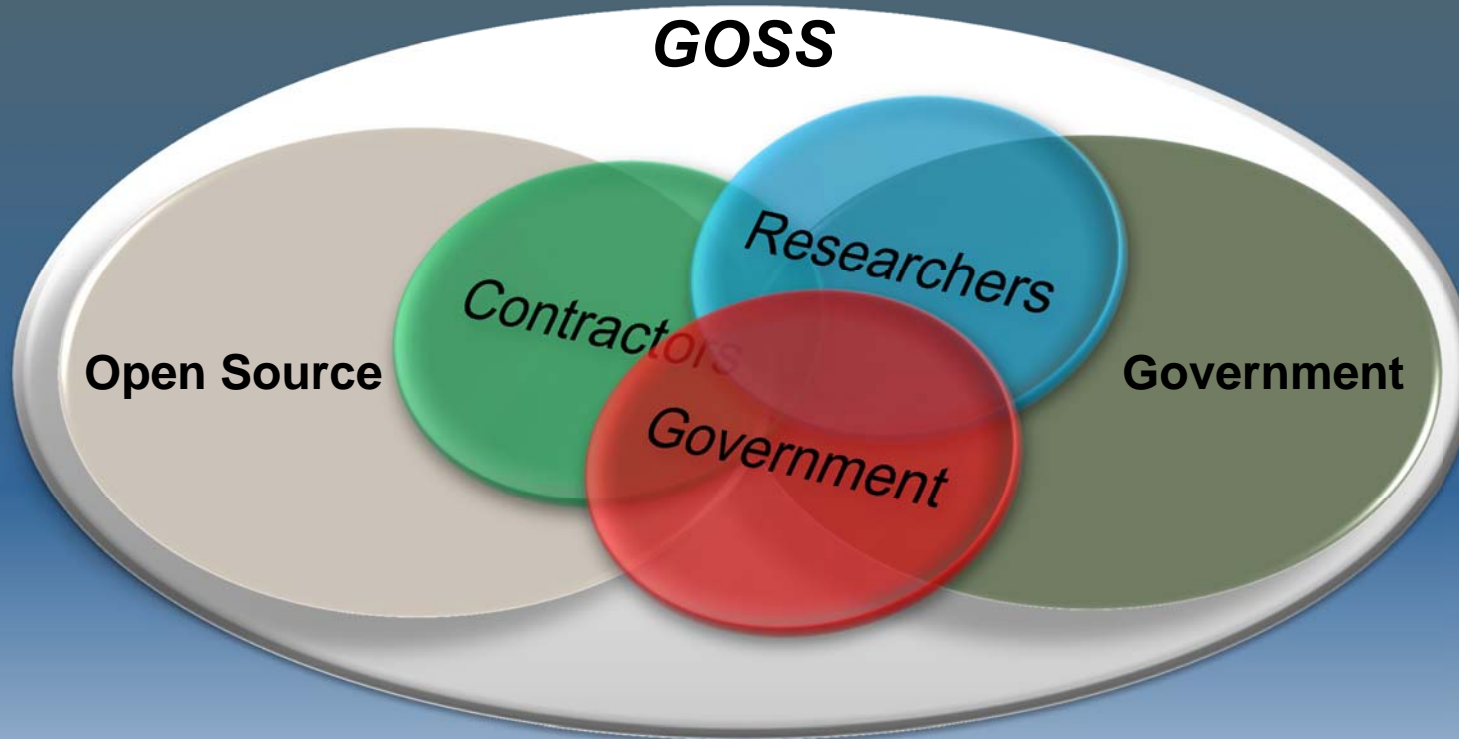 GOSS
Researchers
Contractors
Open Source
Government
Government